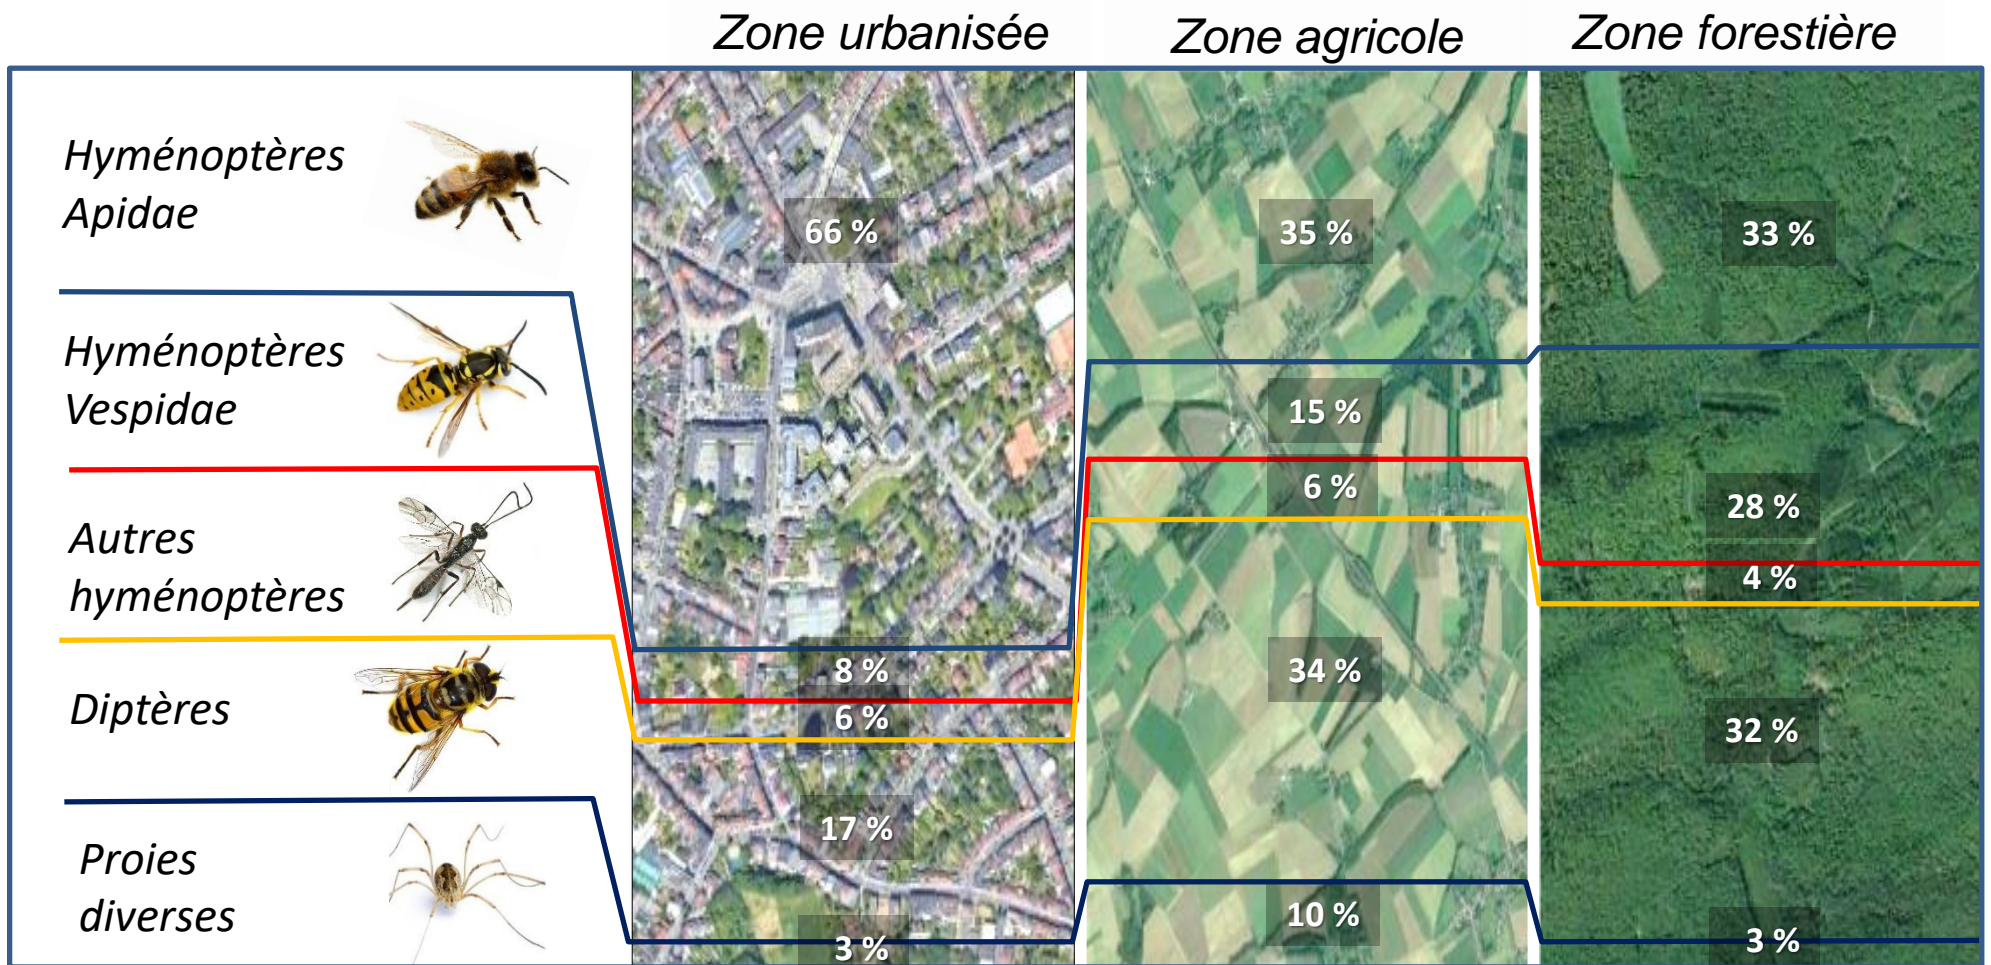 Zone urbanisée
Zone agricole
Zone forestière
Hyménoptères
Apidae
66 %
35 %
33 %
Hyménoptères
Vespidae
8 %
15 %
28 %
Autres
hyménoptères
6 %
6 %
4 %
Diptères
17 %
34 %
32 %
Proies
diverses
3 %
10 %
3 %